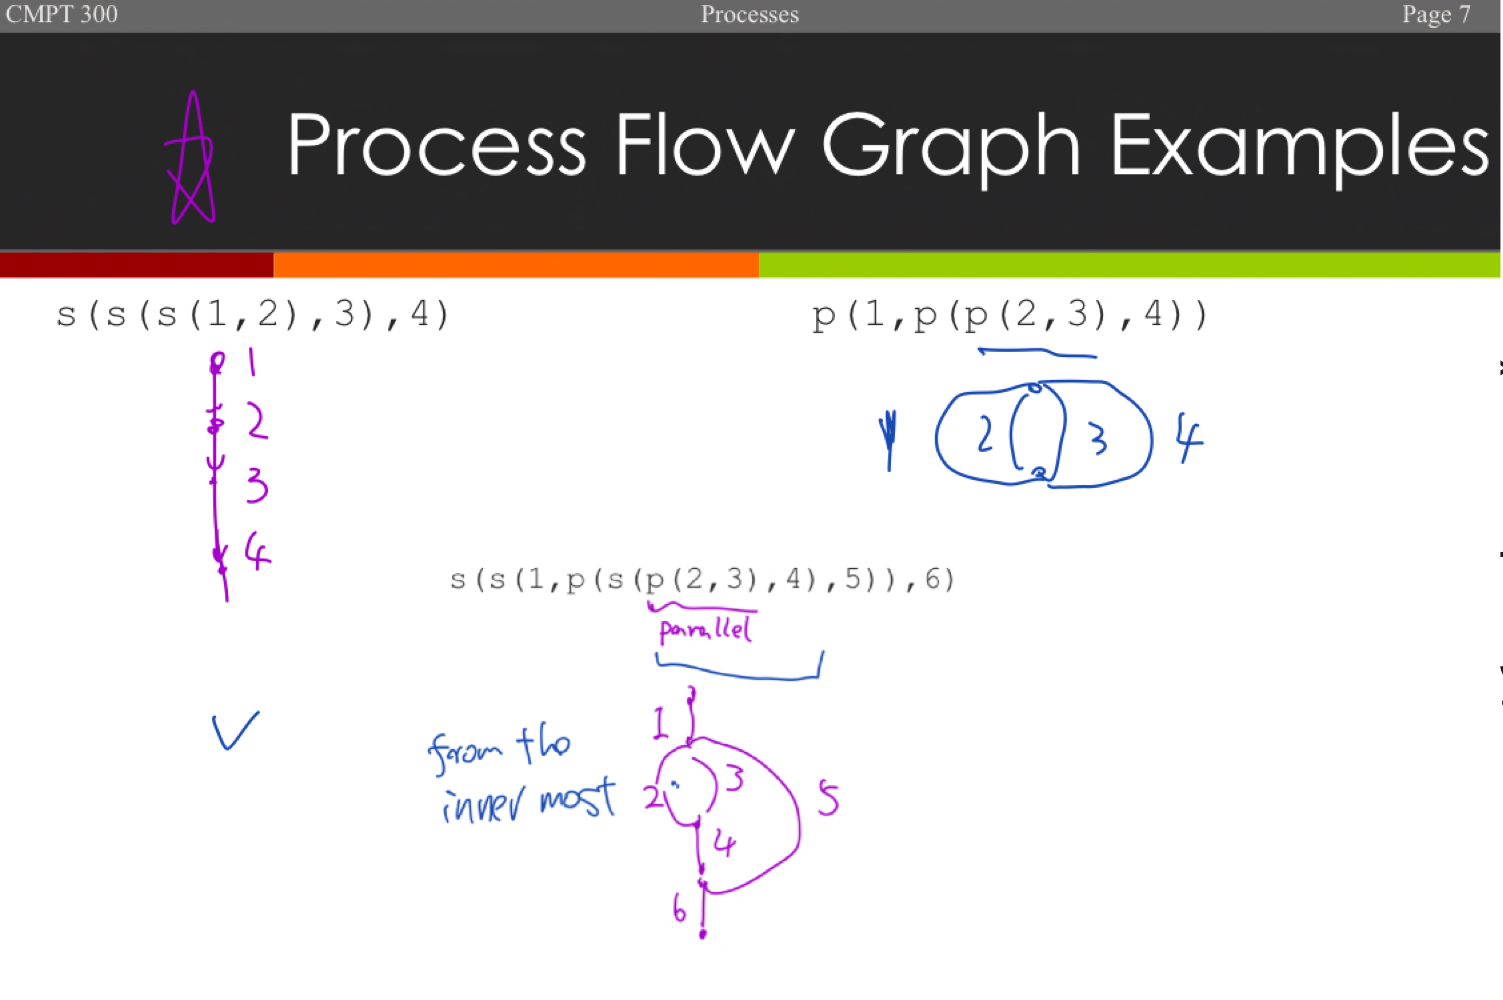 CMPT 300 Processes Page 7
Process Flow Graph Examples
s(s(s(1,2),3),4)
p(1,p(p(2,3),4))
1
2
3
4
1 2 3 4
s(s(1,p(s(p(2,3),4),5)),6)
parallel
from the
inner most
1
2 3 5
4
6